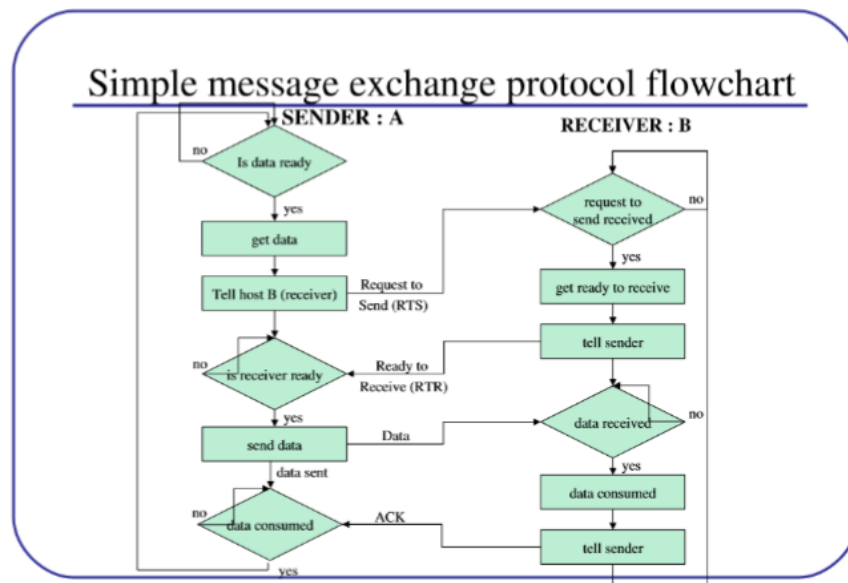 Simple message exchange protocol flowchart
SENDER : A
RECEIVER : B
no
Is data ready
yes
get data
Tell host B (receiver)
Request to
Send (RTS)
no
is receiver ready
Ready to
Receive (RTR)
yes
send data
Data
data sent
no
data consumed
ACK
yes
request to
send received
no
yes
get ready to receive
tell sender
data received
no
yes
data consumed
tell sender